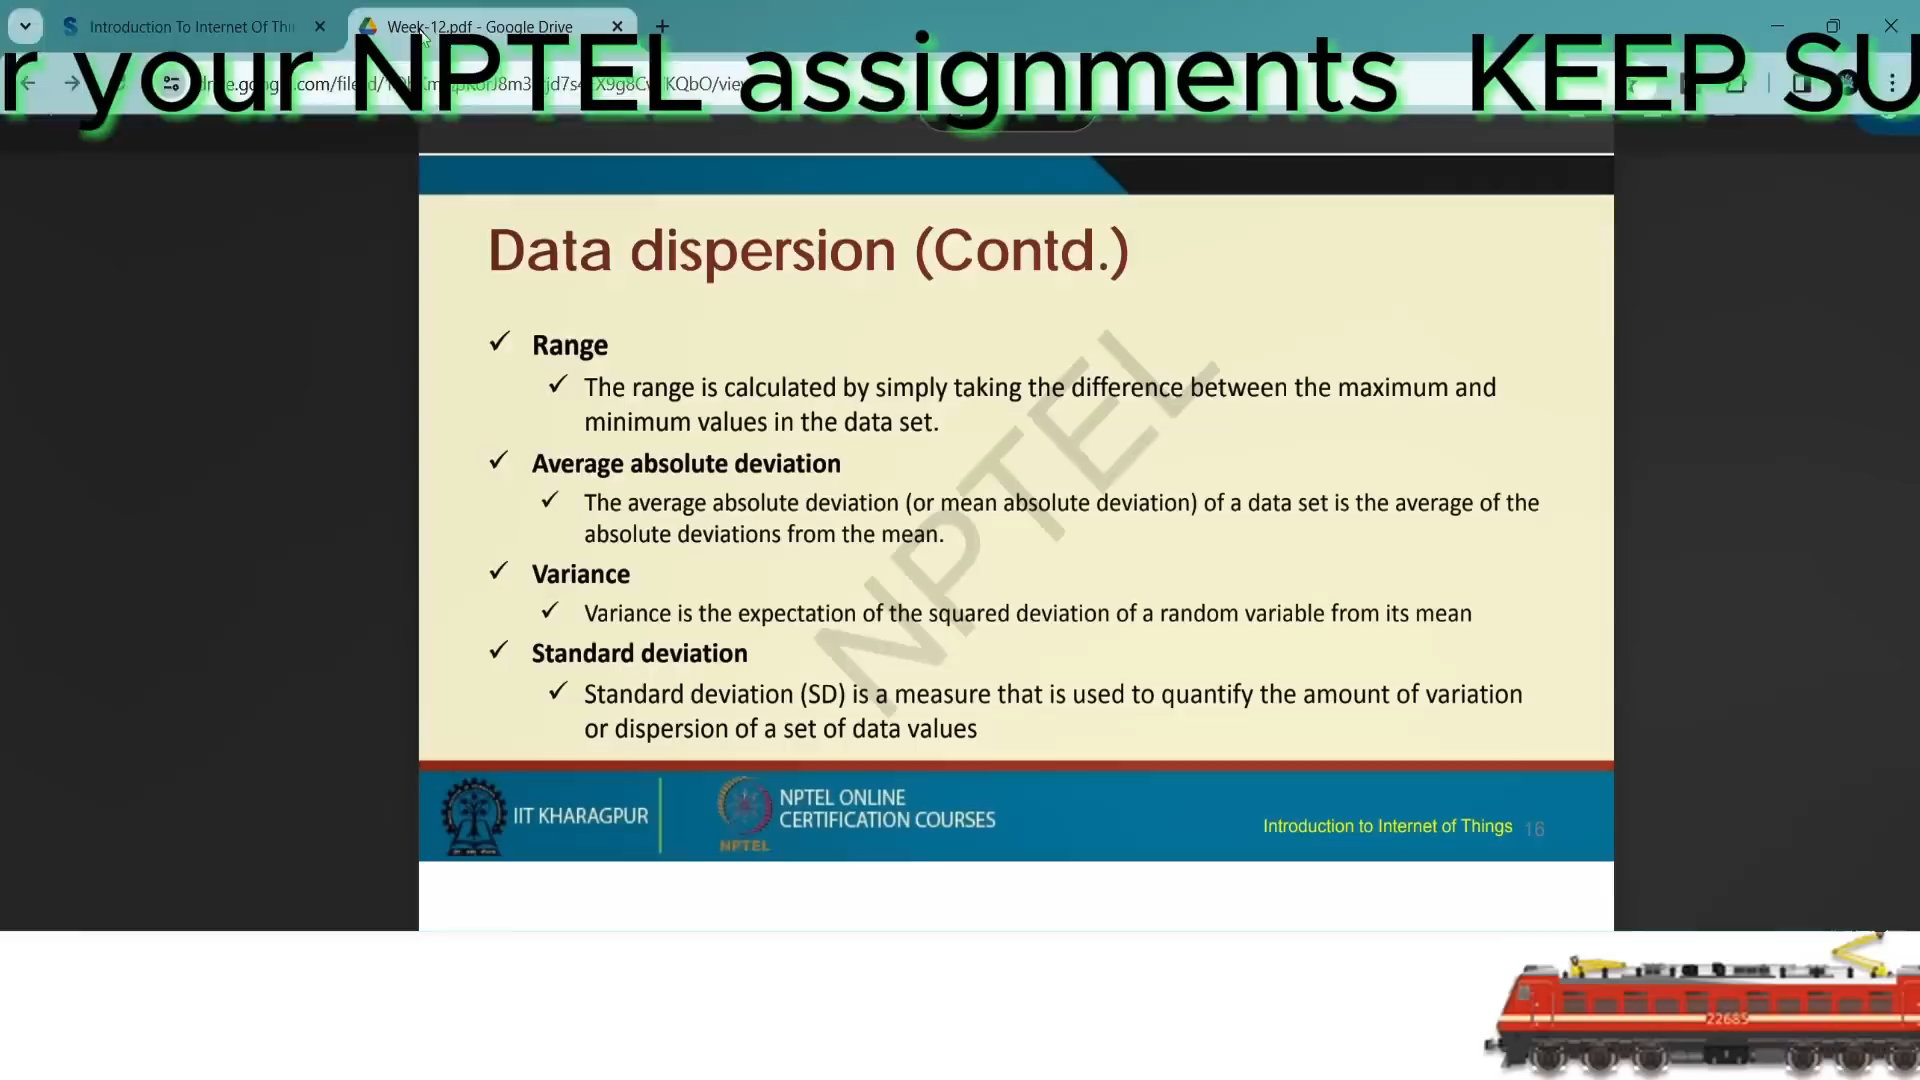 Introduction To Internet Of Thi
Week-12.pdf - Google Drive
r your NPTEL assignments KEEP SU
Data dispersion (Contd.)
✓ Range
✓ The range is calculated by simply taking the difference between the maximum and
minimum values in the data set.
✓ Average absolute deviation
✓ The average absolute deviation (or mean absolute deviation) of a data set is the average of the
absolute deviations from the mean.
✓ Variance
✓ Variance is the expectation of the squared deviation of a random variable from its mean
✓ Standard deviation
✓ Standard deviation (SD) is a measure that is used to quantify the amount of variation
or dispersion of a set of data values
NPTEL
IIT KHARAGPUR
NPTEL ONLINE
CERTIFICATION COURSES
NPTEL
Introduction to Internet of Things 16
22685